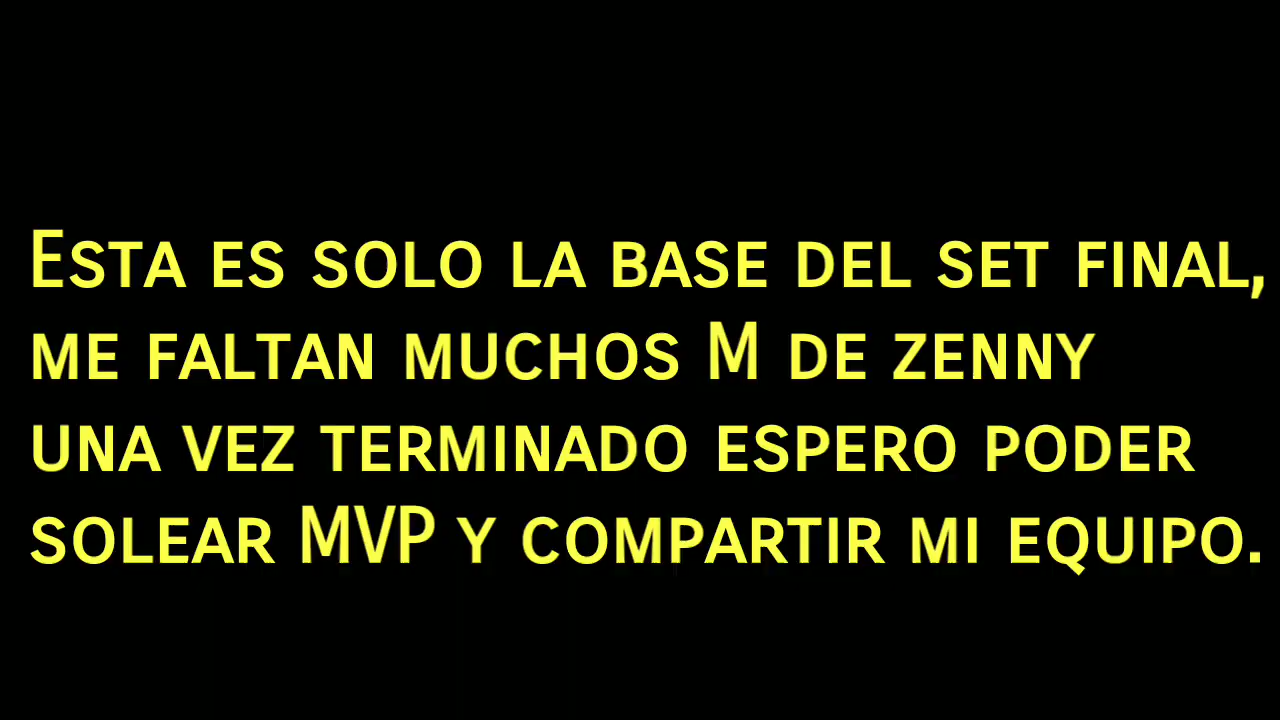 Esta es solo la base del set final,
me faltan muchos M de zenny
una vez terminado espero poder
solear MVP y compartir mi equipo.